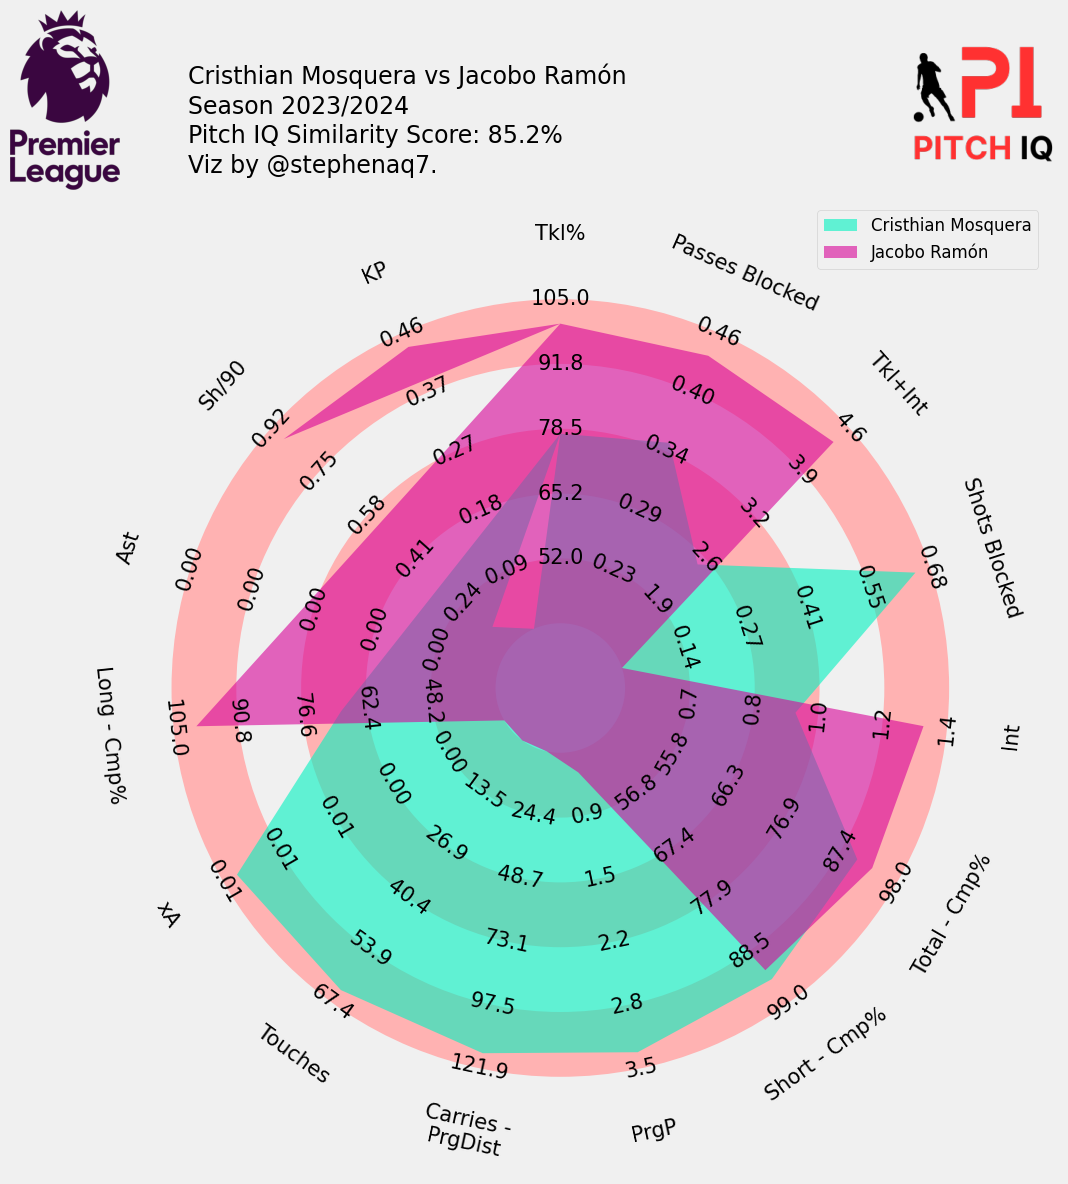 Premier
League
Cristhian Mosquera vs Jacobo Ramón
Season 2023/2024
Pitch IQ Similarity Score: 85.2%
Viz by @stephenaq7.
PI
PITCH IQ
Cristhian Mosquera
Jacobo Ramón
Tkl%
105.0
91.8
78.5
65.2
52.0
Passes Blocked
0.46
0.40
0.34
0.29
0.23
Tkl+Int
4.6
3.9
3.2
2.6
1.9
Shots Blocked
0.68
0.55
0.41
0.27
0.14
Int
1.4
1.2
1.0
0.8
0.7
Total - Cmp%
98.0
87.4
76.9
66.3
55.8
Short - Cmp%
99.0
88.5
77.9
67.4
56.8
PrgP
3.5
2.8
2.2
1.5
0.9
Carries -
PrgDist
121.9
97.5
73.1
48.7
24.4
Touches
67.4
53.9
40.4
26.9
13.5
xA
0.01
0.01
0.01
0.00
0.00
Long - Cmp%
105.0
90.8
76.6
62.4
48.2
Ast
0.00
0.00
0.00
0.00
0.00
Sh/90
0.92
0.75
0.58
0.41
0.24
KP
0.46
0.37
0.27
0.18
0.09